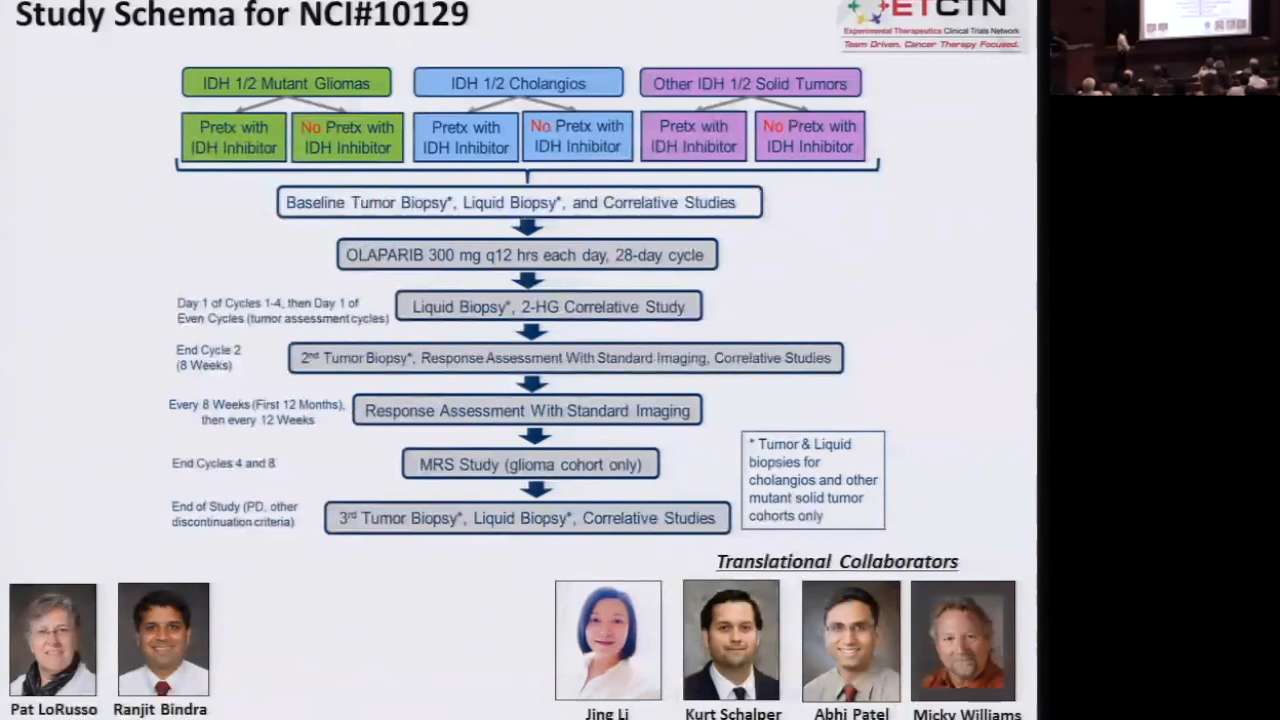 Study Schema for NCI#10129
ETCTN
Experimental Therapeutics Clinical Trials Network
Team Driven. Cancer Therapy Focused.
IDH 1/2 Mutant Gliomas
IDH 1/2 Cholangios
Other IDH 1/2 Solid Tumors
Pretx with
IDH Inhibitor
No Pretx with
IDH Inhibitor
Pretx with
IDH Inhibitor
No Pretx with
IDH Inhibitor
Pretx with
IDH Inhibitor
No Pretx with
IDH Inhibitor
Baseline Tumor Biopsy*, Liquid Biopsy*, and Correlative Studies
OLAPARIB 300 mg q12 hrs each day, 28-day cycle
Day 1 of Cycles 1-4, then Day 1 of
Even Cycles (tumor assessment cycles)
Liquid Biopsy*, 2-HG Correlative Study
End Cycle 2
(8 Weeks)
2nd Tumor Biopsy*, Response Assessment With Standard Imaging, Correlative Studies
Every 8 Weeks (First 12 Months),
then every 12 Weeks
Response Assessment With Standard Imaging
End Cycles 4 and 8
MRS Study (glioma cohort only)
* Tumor & Liquid
biopsies for
cholangios and other
mutant solid tumor
cohorts only
End of Study (PD, other
discontinuation criteria)
3rd Tumor Biopsy*, Liquid Biopsy*, Correlative Studies
Translational Collaborators
Pat LoRusso
Ranjit Bindra
Jing Li
Kurt Schalper
Abhi Patel
Micky Williams